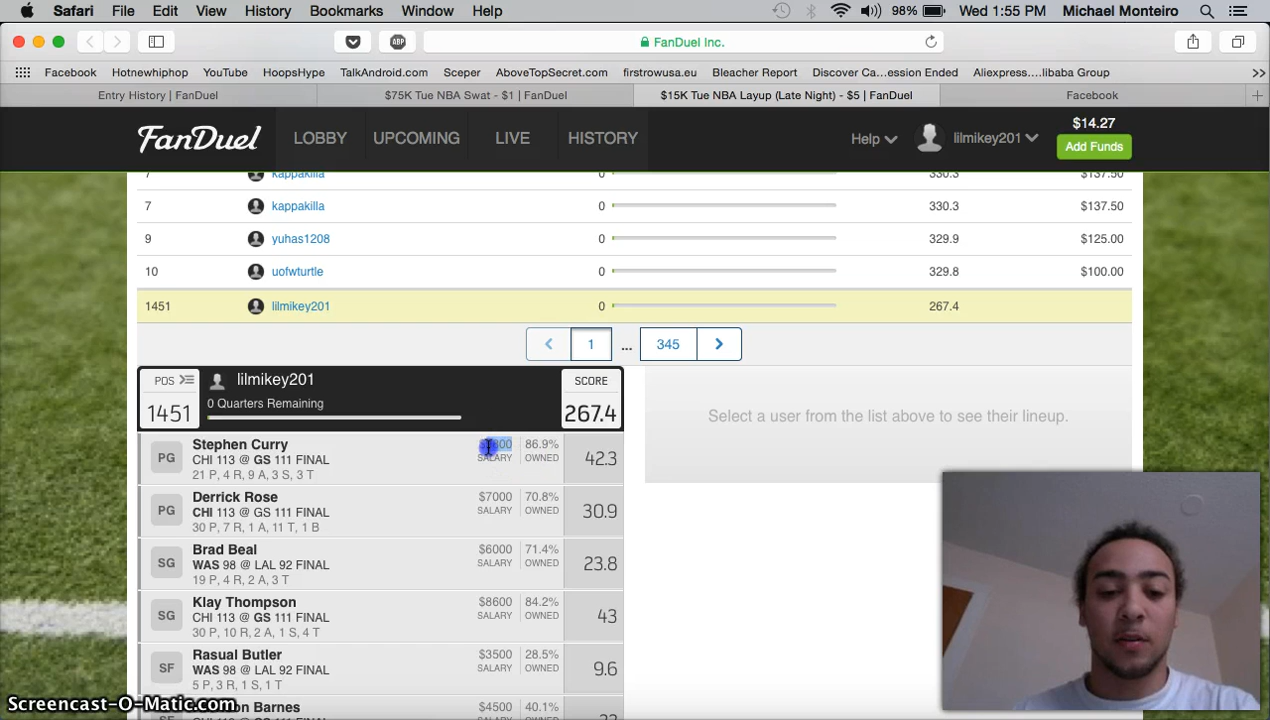 Safari File Edit View History Bookmarks Window Help 98% Wed 1:55 PM Michael Monteiro
ABP FanDuel Inc.
Facebook Hotnewhiphop YouTube HoopsHype TalkAndroid.com Sceper AboveTopSecret.com firstrowusa.eu Bleacher Report Discover Ca...ession Ended Aliexpress....libaba Group >>
Entry History | FanDuel $75K Tue NBA Swat - $1 | FanDuel $15K Tue NBA Layup (Late Night) - $5 | FanDuel Facebook +
FanDuel LOBBY UPCOMING LIVE HISTORY Help lilmikey201 $14.27 Add Funds
7 kappakilla 0 330.3 $137.50
7 kappakilla 0 330.3 $137.50
9 yuhas1208 0 329.9 $125.00
10 uofwturtle 0 329.8 $100.00
1451 lilmikey201 0 267.4
< 1 ... 345 >
POS lilmikey201 SCORE
1451 0 Quarters Remaining 267.4
Select a user from the list above to see their lineup.
PG Stephen Curry 86.9% 42.3
CHI 113 @ GS 111 FINAL SALARY OWNED
21 P, 4 R, 9 A, 3 S, 3 T
PG Derrick Rose $7000 70.8% 30.9
CHI 113 @ GS 111 FINAL SALARY OWNED
30 P, 7 R, 1 A, 11 T, 1 B
SG Brad Beal $6000 71.4% 23.8
WAS 98 @ LAL 92 FINAL SALARY OWNED
19 P, 4 R, 2 A, 3 T
SG Klay Thompson $8600 84.2% 43
CHI 113 @ GS 111 FINAL SALARY OWNED
30 P, 10 R, 2 A, 1 S, 4 T
SF Rasual Butler $3500 28.5% 9.6
WAS 98 @ LAL 92 FINAL SALARY OWNED
5 P, 3 R, 1 S, 1 T
Barnes $4500 40.1%
Screencast-O-Matic.com